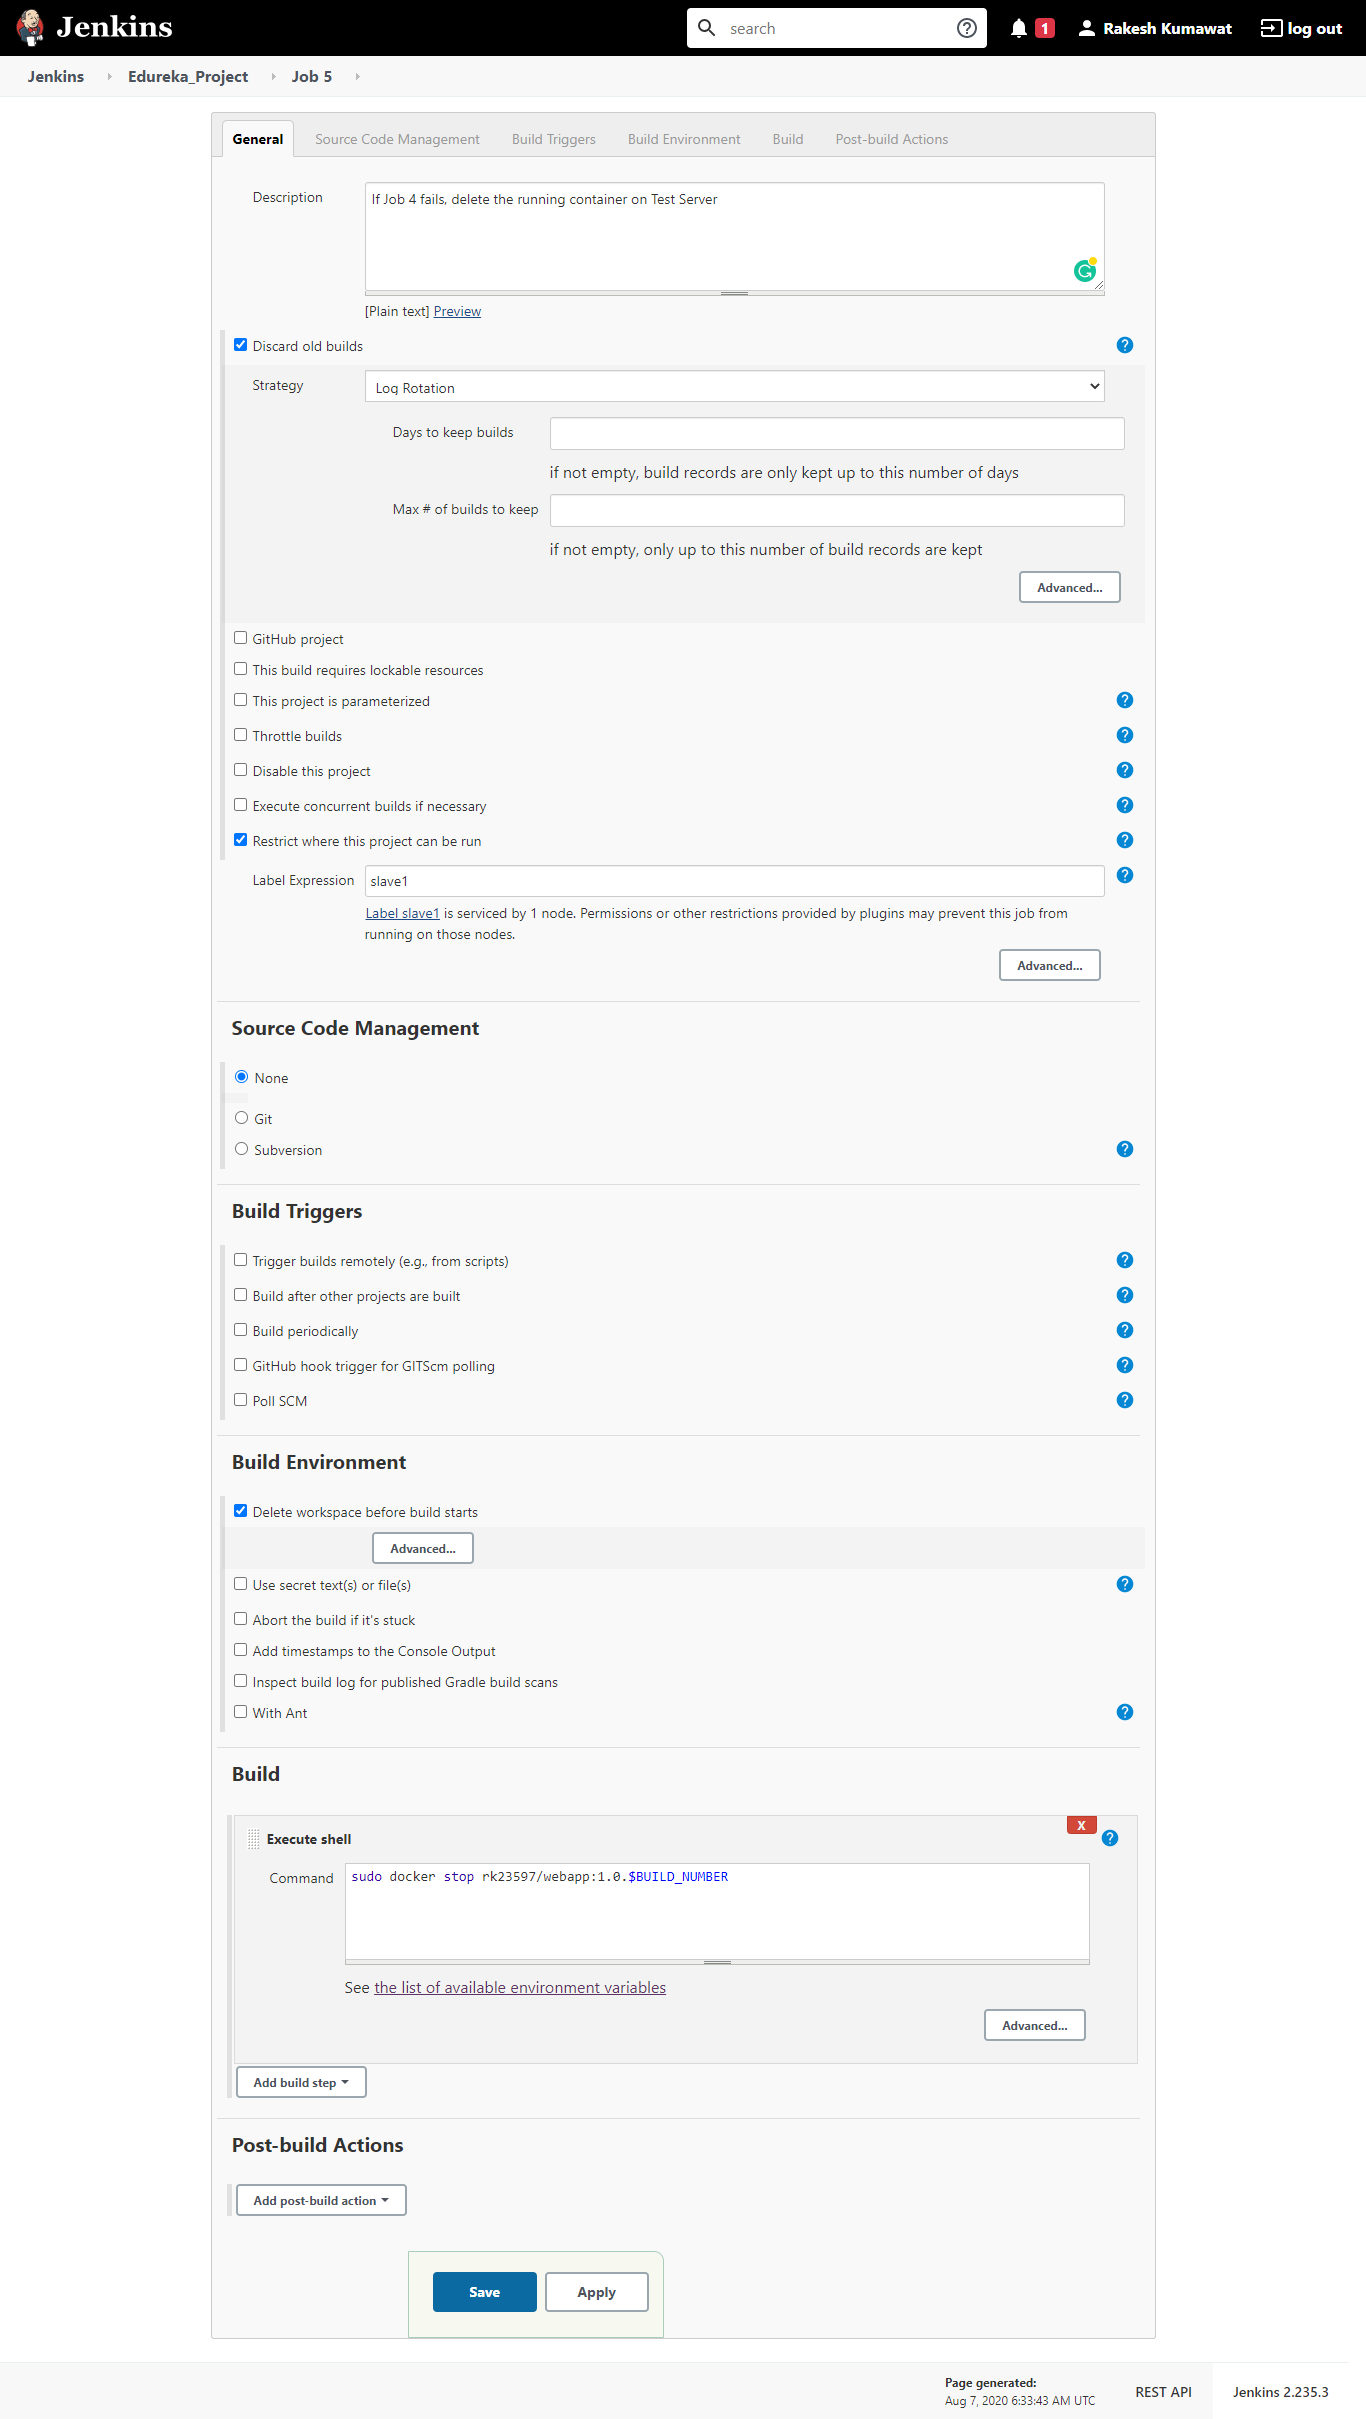 Jenkins
search
1
Rakesh Kumawat
log out
Jenkins
Edureka_Project
Job 5
General
Source Code Management
Build Triggers
Build Environment
Build
Post-build Actions
Description
If Job 4 fails, delete the running container on Test Server
[Plain text] Preview
Discard old builds
Strategy
Log Rotation
Days to keep builds
if not empty, build records are only kept up to this number of days
Max # of builds to keep
if not empty, only up to this number of build records are kept
Advanced...
GitHub project
This build requires lockable resources
This project is parameterized
Throttle builds
Disable this project
Execute concurrent builds if necessary
Restrict where this project can be run
Label Expression
slave1
Label slave1 is serviced by 1 node. Permissions or other restrictions provided by plugins may prevent this job from
running on those nodes.
Advanced...
Source Code Management
None
Git
Subversion
Build Triggers
Trigger builds remotely (e.g., from scripts)
Build after other projects are built
Build periodically
GitHub hook trigger for GITScm polling
Poll SCM
Build Environment
Delete workspace before build starts
Advanced...
Use secret text(s) or file(s)
Abort the build if it's stuck
Add timestamps to the Console Output
Inspect build log for published Gradle build scans
With Ant
Build
X
Execute shell
Command
sudo docker stop rk23597/webapp:1.0.$BUILD_NUMBER
See the list of available environment variables
Advanced...
Add build step
Post-build Actions
Add post-build action
Save
Apply
Page generated:
Aug 7, 2020 6:33:43 AM UTC
REST API
Jenkins 2.235.3